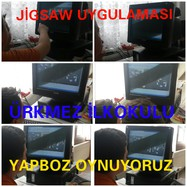 JİGSAW UYGULAMASI
ÜRKMEZ İLKOKULU
YAPBOZ OYNUYORUZ